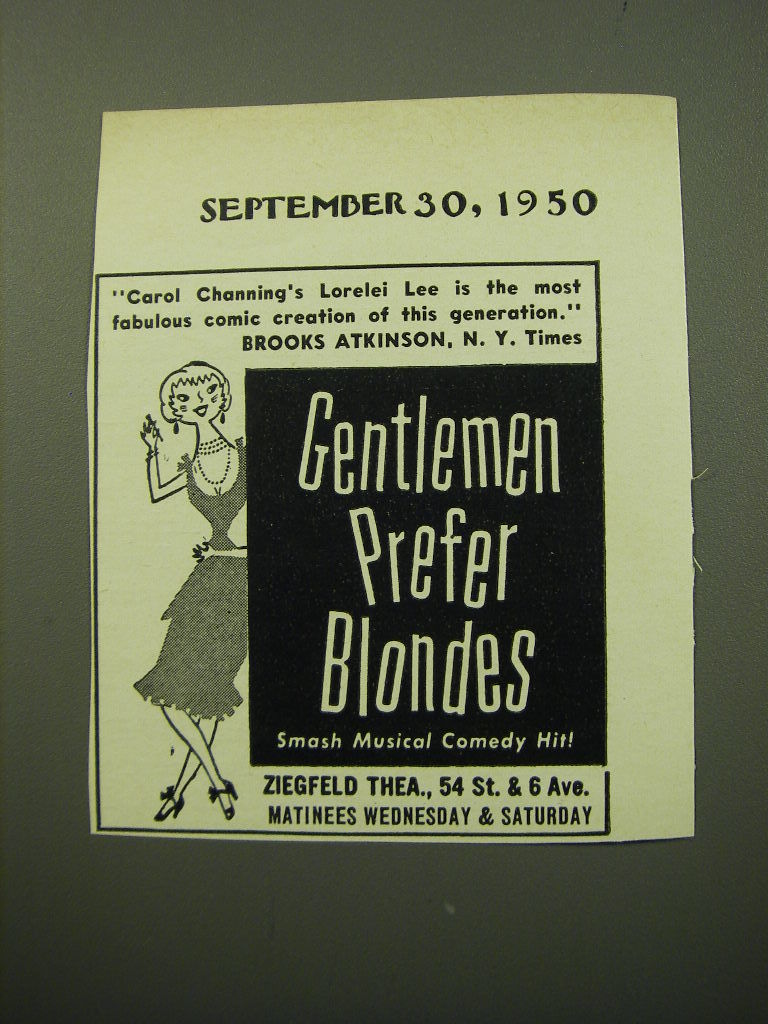 SEPTEMBER 30, 1950
"Carol Channing's Lorelei Lee is the most
fabulous comic creation of this generation."
BROOKS ATKINSON, N. Y. Times
Gentlemen
Prefer
Blondes
Smash Musical Comedy Hit!
ZIEGFELD THEA., 54 St. & 6 Ave.
MATINEES WEDNESDAY & SATURDAY